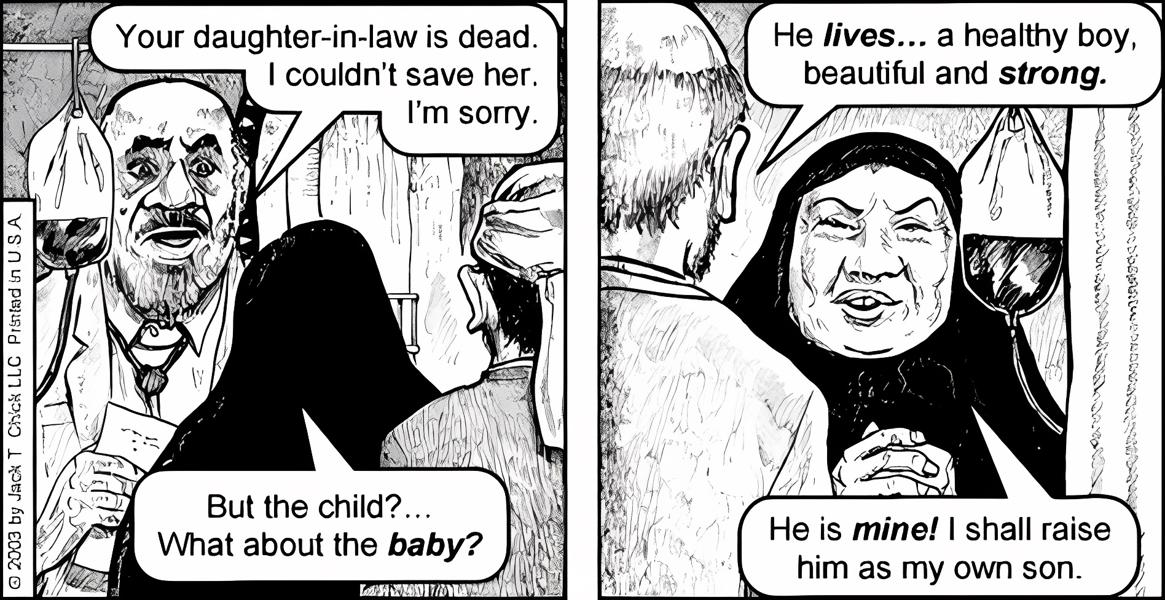 Your daughter-in-law is dead.
I couldn't save her.
I'm sorry.
But the child?...
What about the baby?
© 2003 by Jack T Chick LLC Printed in U S A
He lives... a healthy boy,
beautiful and strong.
He is mine! I shall raise
him as my own son.